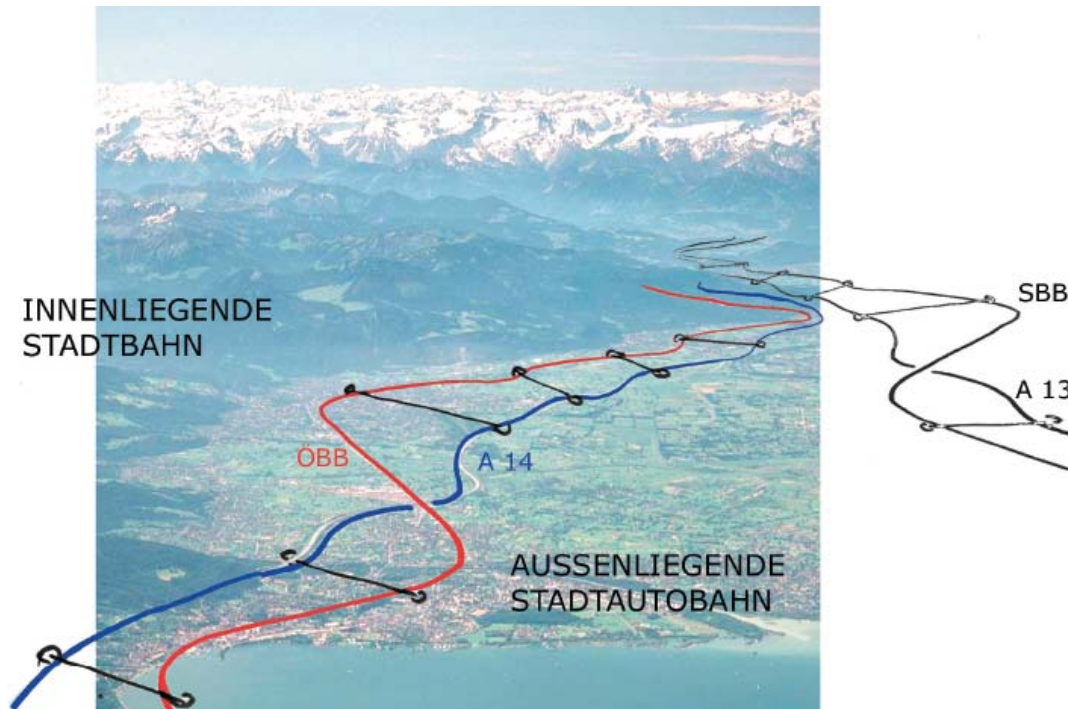 INNENLIEGENDE
STADTBAHN
SBB
A 13
ÖBB
A 14
AUSSENLIEGENDE
STADTAUTOBAHN